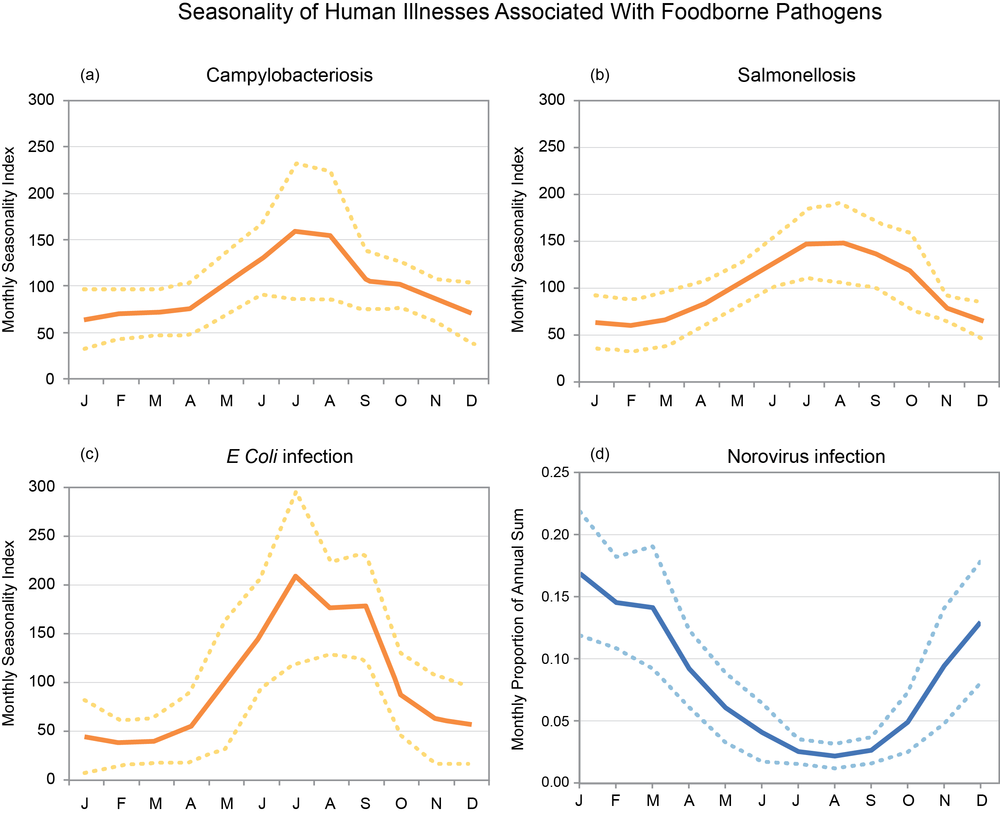 Seasonality of Human Illnesses Associated With Foodborne Pathogens
(a) Campylobacteriosis
Monthly Seasonality Index
300
250
200
150
100
50
0
J F M A M J J A S O N D
(b) Salmonellosis
Monthly Seasonality Index
300
250
200
150
100
50
0
J F M A M J J A S O N D
(c) E Coli infection
Monthly Seasonality Index
300
250
200
150
100
50
0
J F M A M J J A S O N D
(d) Norovirus infection
Monthly Proportion of Annual Sum
0.25
0.20
0.15
0.10
0.05
0.00
J F M A M J J A S O N D